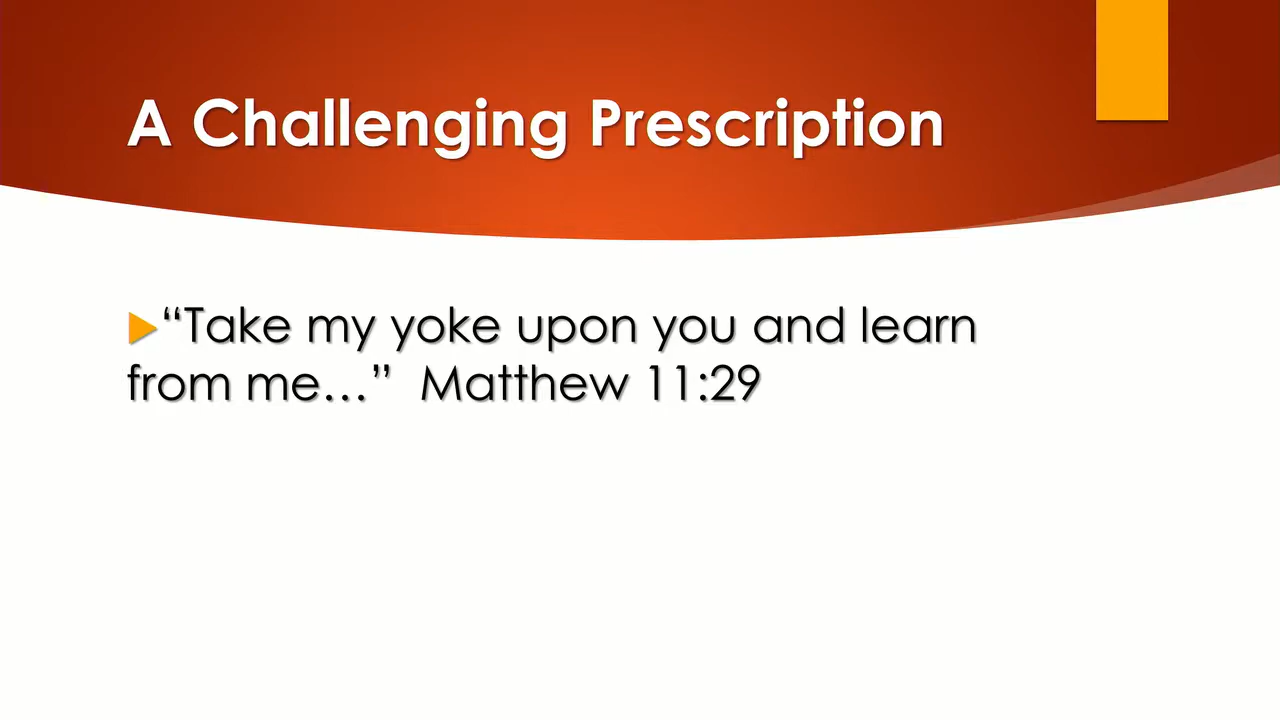 A Challenging Prescription
“Take my yoke upon you and learn
from me…”  Matthew 11:29